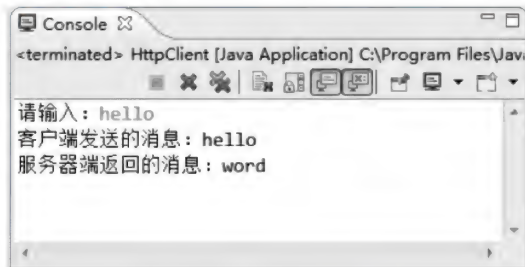 Console
<terminated> HttpClient [Java Application] C:\Program Files\Java
请输入：hello
客户端发送的消息：hello
服务器端返回的消息：word